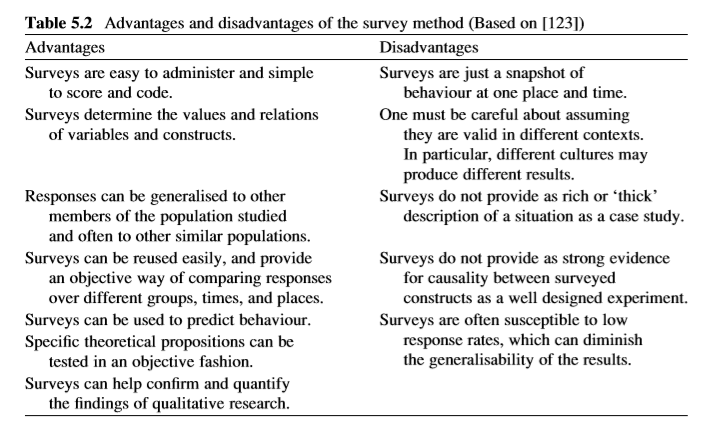 Table 5.2 Advantages and disadvantages of the survey method (Based on [123])
Advantages
Disadvantages
Surveys are easy to administer and simple
to score and code.
Surveys are just a snapshot of
behaviour at one place and time.
Surveys determine the values and relations
of variables and constructs.
One must be careful about assuming
they are valid in different contexts.
In particular, different cultures may
produce different results.
Responses can be generalised to other
members of the population studied
and often to other similar populations.
Surveys do not provide as rich or ‘thick’
description of a situation as a case study.
Surveys can be reused easily, and provide
an objective way of comparing responses
over different groups, times, and places.
Surveys do not provide as strong evidence
for causality between surveyed
constructs as a well designed experiment.
Surveys can be used to predict behaviour.
Surveys are often susceptible to low
response rates, which can diminish
the generalisability of the results.
Specific theoretical propositions can be
tested in an objective fashion.
Surveys can help confirm and quantify
the findings of qualitative research.